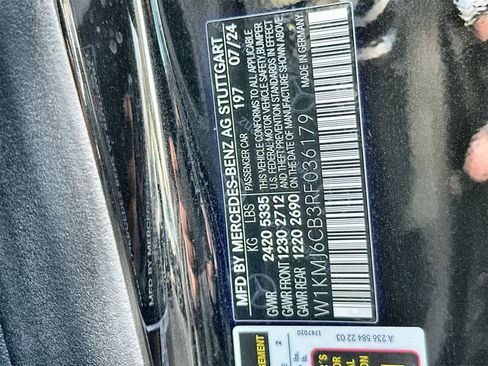 MFD BY MERCEDES-BENZ AG STUTTGART
PASSENGER CAR 197 07/24
KG LBS
GVWR 2420 5335
GAWR FRONT 1230 2712
GAWR REAR 1220 2690
THIS VEHICLE CONFORMS TO ALL APPLICABLE
U.S. FEDERAL MOTOR VEHICLE SAFETY, BUMPER
AND THEFT PREVENTION STANDARDS IN EFFECT
ON THE DATE OF MANUFACTURE SHOWN ABOVE
MADE IN GERMANY
W1KMJ6CB3RF036179
A 236 584 22 03
1747020